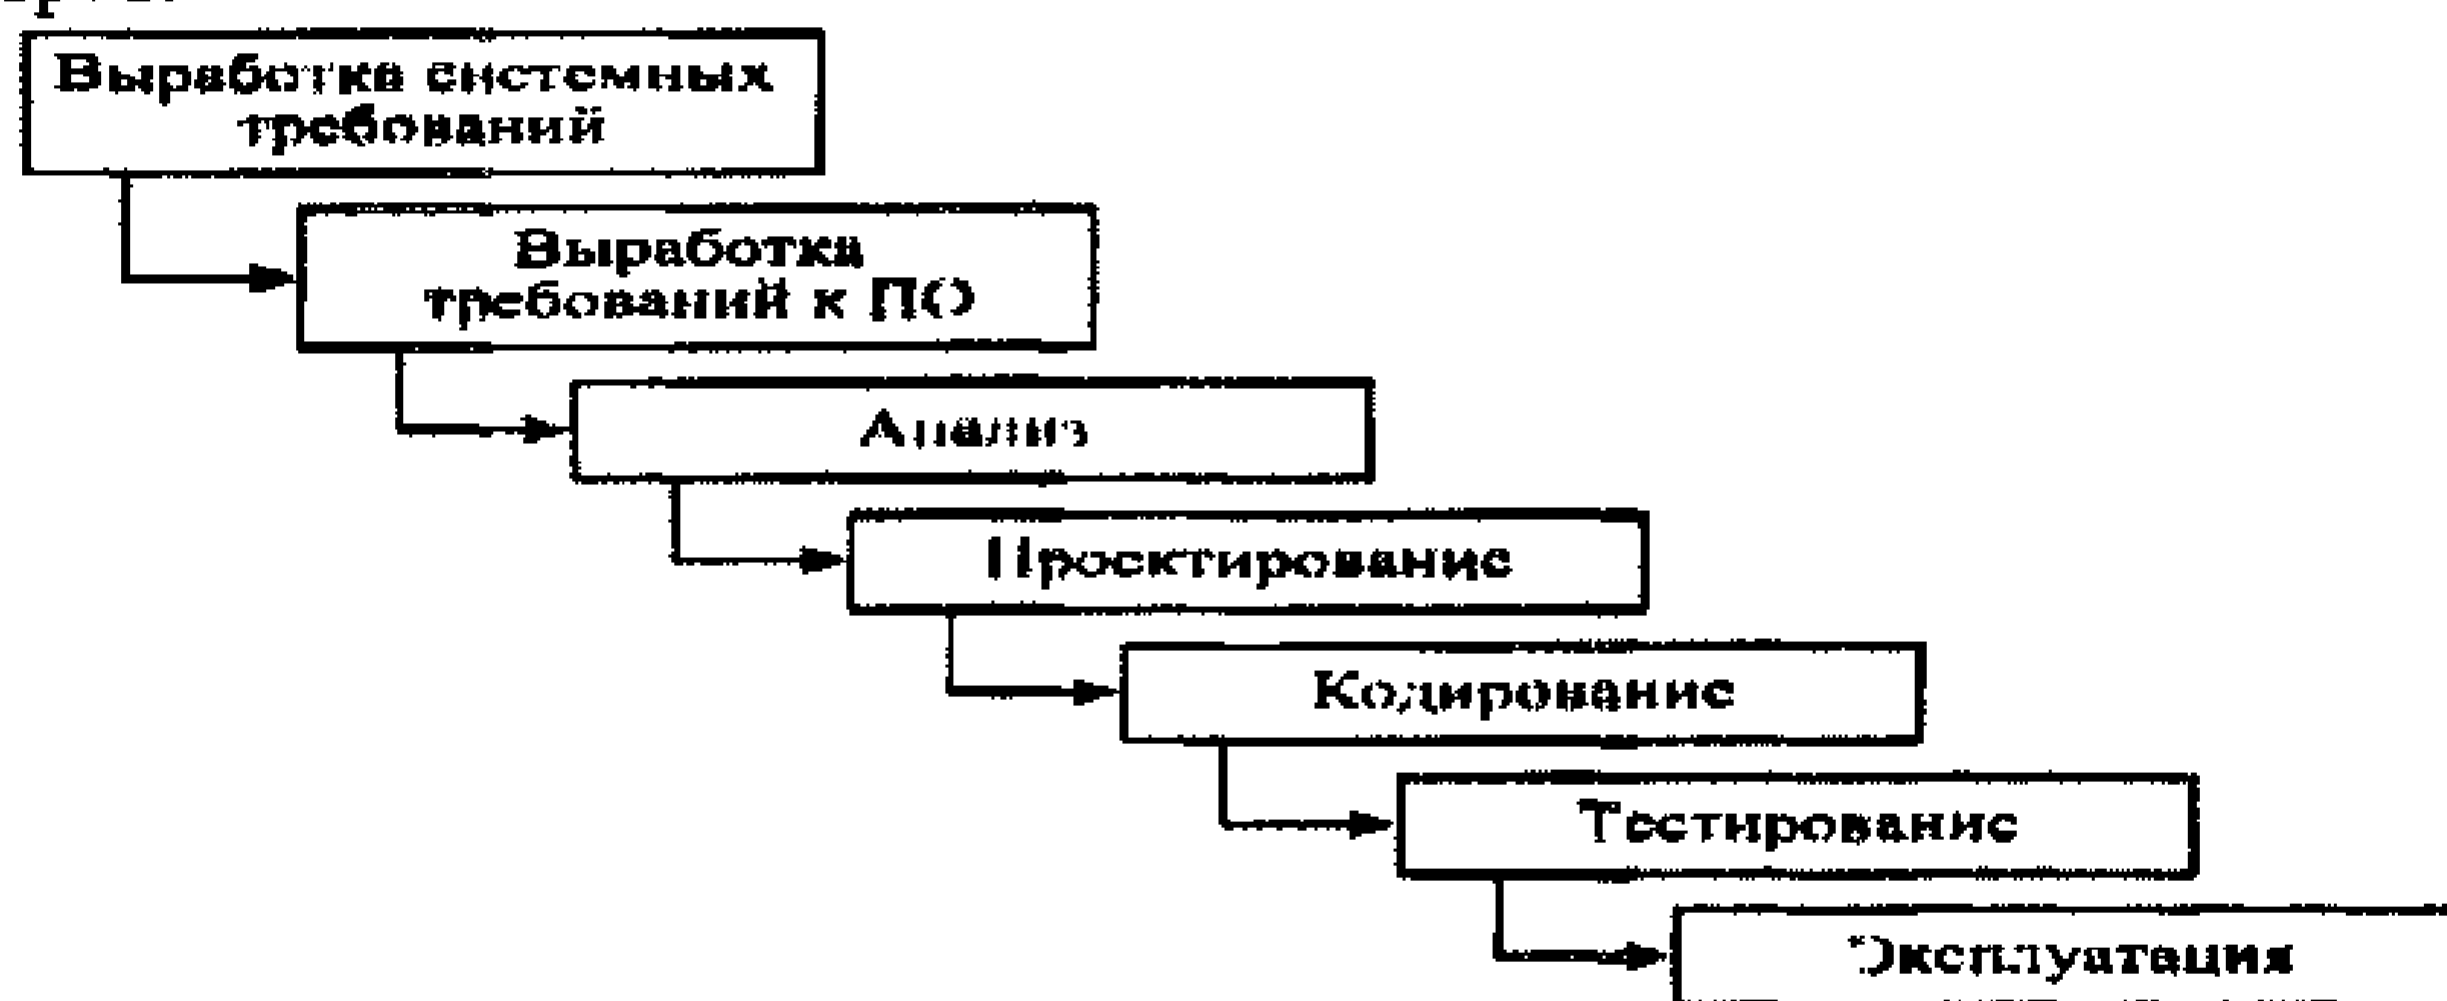 Выработка системных
требований
Выработка
требований к ПО
Анализ
Проектирование
Кодирование
Тестирование
Эксплуатация